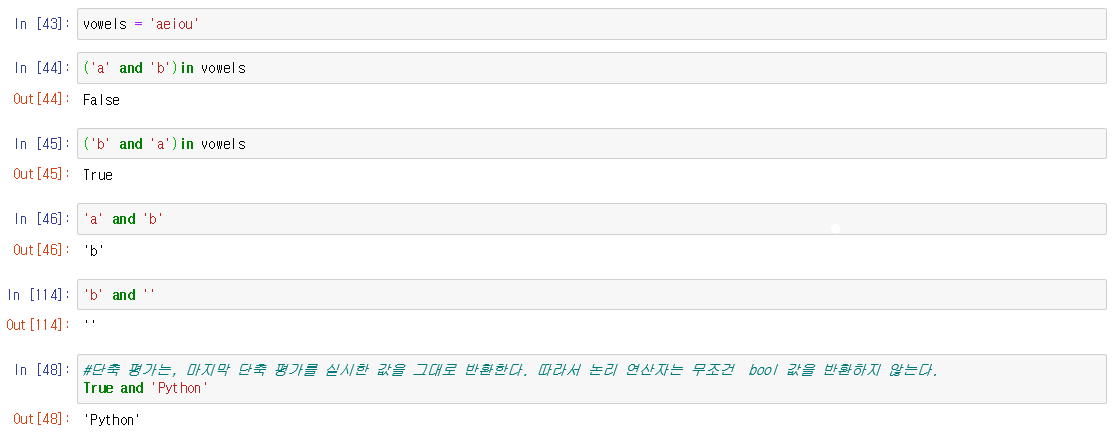 In [43]: vowels = 'aeiou'
In [44]: ('a' and 'b')in vowels
Out[44]: False
In [45]: ('b' and 'a')in vowels
Out[45]: True
In [46]: 'a' and 'b'
Out[46]: 'b'
In [114]: 'b' and ''
Out[114]: ''
In [48]: #단축 평가는, 마지막 단축 평가를 실시한 값을 그대로 반환한다. 따라서 논리 연산자는 무조건 bool 값을 반환하지 않는다.
True and 'Python'
Out[48]: 'Python'